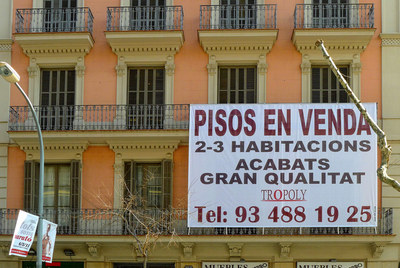 PISOS EN VENDA
2-3 HABITACIONS
ACABATS
GRAN QUALITAT
TROPOLY
Tel: 93 488 19 25